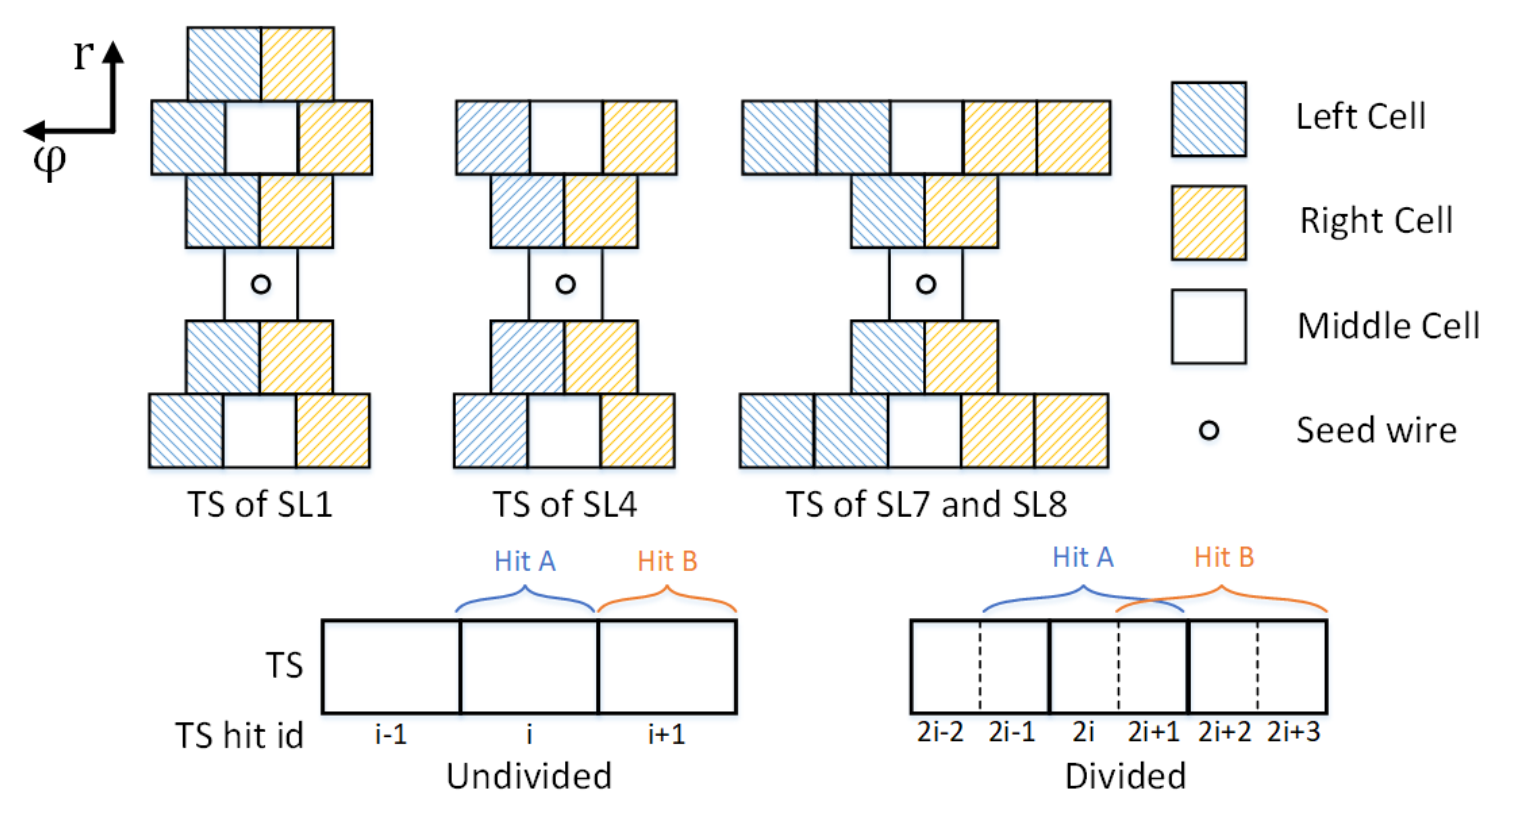 r
φ
Left Cell
Right Cell
Middle Cell
Seed wire
TS of SL1
TS of SL4
TS of SL7 and SL8
Hit A
Hit B
Hit A
Hit B
TS
TS hit id
i-1
i
i+1
2i-2
2i-1
2i
2i+1
2i+2
2i+3
Undivided
Divided